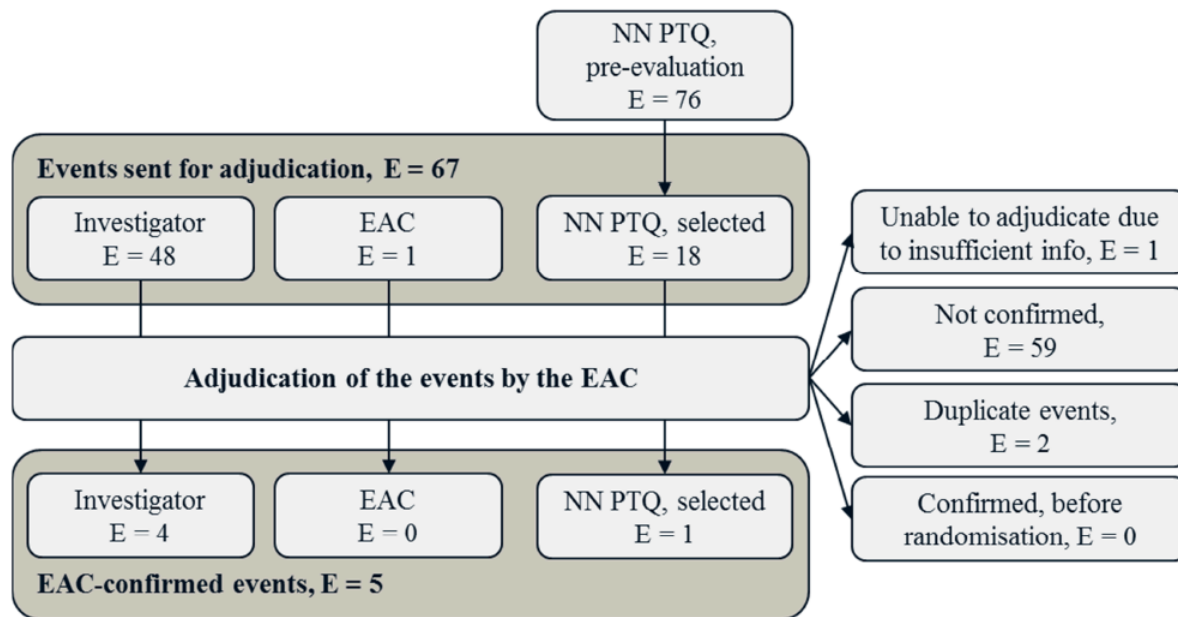 NN PTQ,
pre-evaluation
E = 76
Events sent for adjudication, E = 67
Investigator
E = 48
EAC
E = 1
NN PTQ, selected
E = 18
Unable to adjudicate due
to insufficient info, E = 1
Not confirmed,
E = 59
Adjudication of the events by the EAC
Duplicate events,
E = 2
Confirmed, before
randomisation, E = 0
Investigator
E = 4
EAC
E = 0
NN PTQ, selected
E = 1
EAC-confirmed events, E = 5